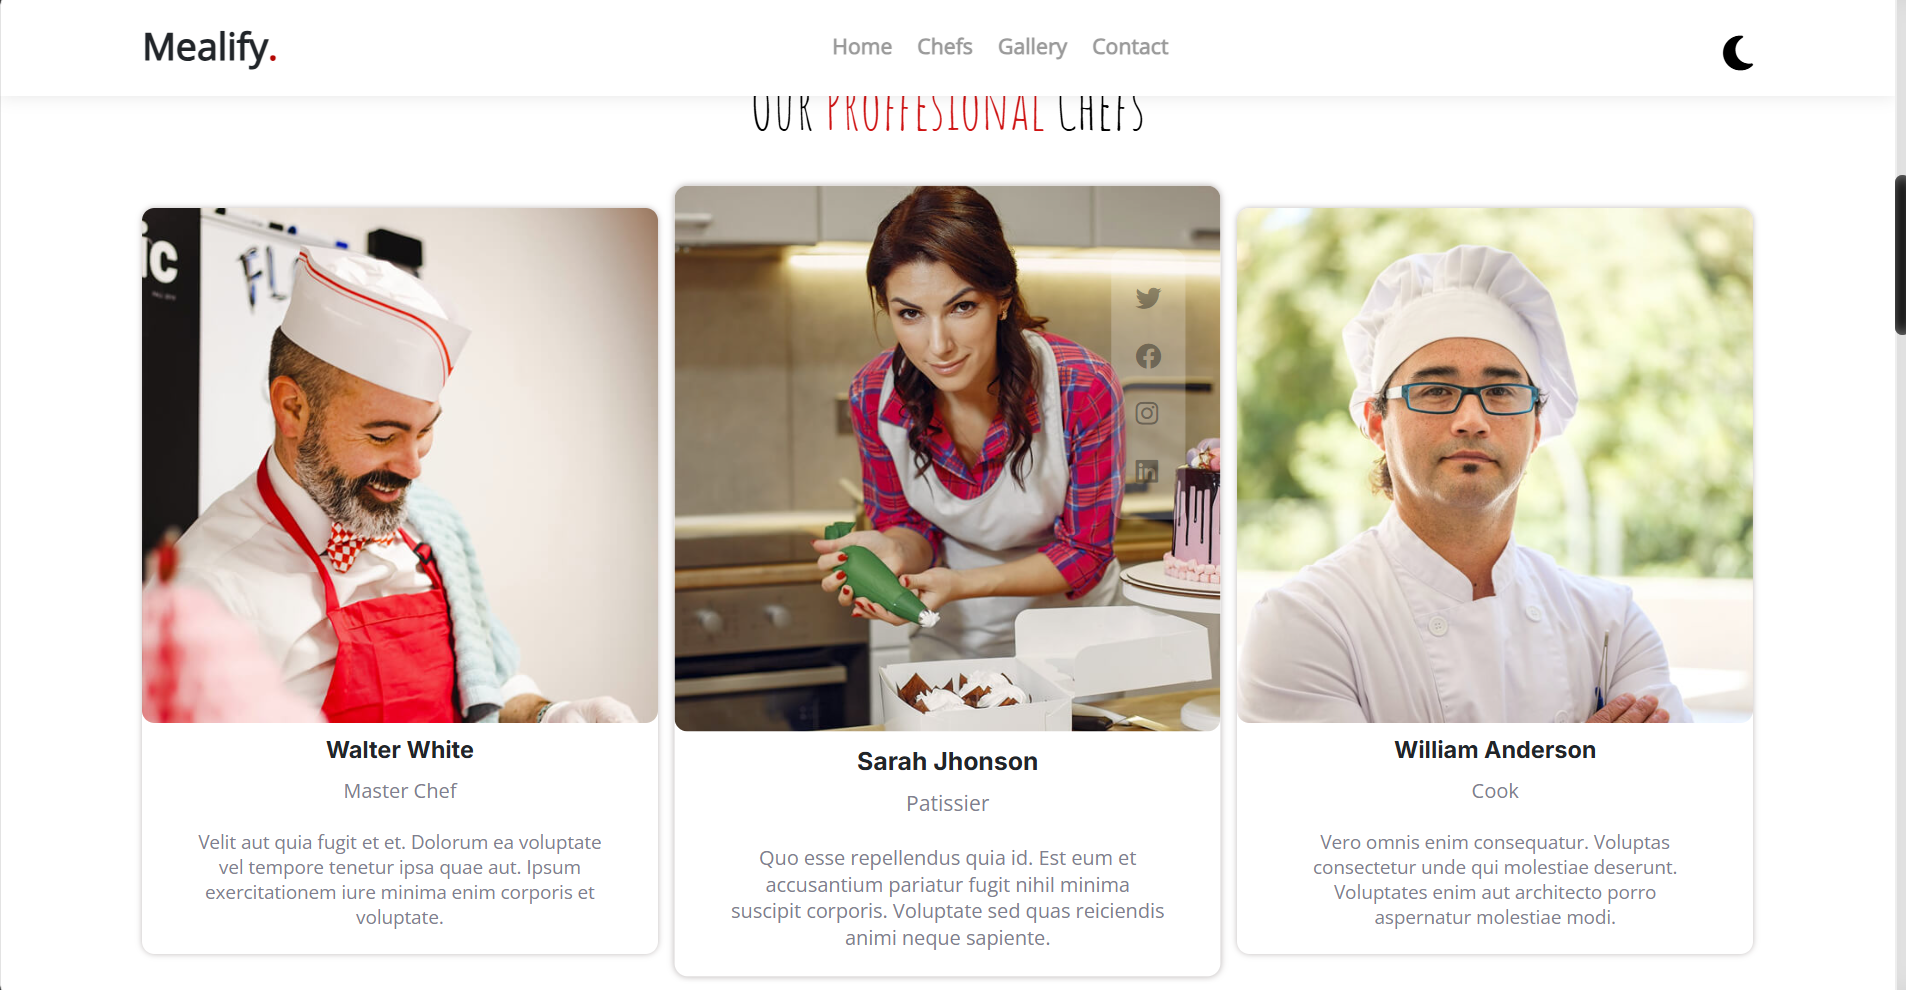 Mealify.
Home Chefs Gallery Contact
OUR PROFFESIONAL CHEFS
ic
FL
Walter White
Master Chef
Velit aut quia fugit et et. Dolorum ea voluptate
vel tempore tenetur ipsa quae aut. Ipsum
exercitationem iure minima enim corporis et
voluptate.
Sarah Jhonson
Patissier
Quo esse repellendus quia id. Est eum et
accusantium pariatur fugit nihil minima
suscipit corporis. Voluptate sed quas reiciendis
animi neque sapiente.
William Anderson
Cook
Vero omnis enim consequatur. Voluptas
consectetur unde qui molestiae deserunt.
Voluptates enim aut architecto porro
aspernatur molestiae modi.